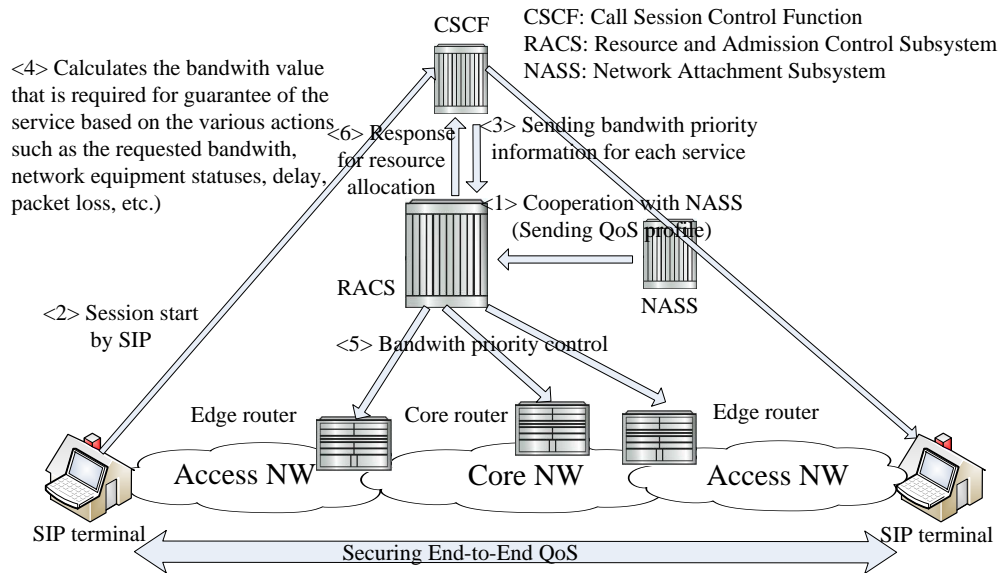 CSCF
CSCF: Call Session Control Function
RACS: Resource and Admission Control Subsystem
NASS: Network Attachment Subsystem
<4> Calculates the bandwith value
that is required for guarantee of the
service based on the various actions
such as the requested bandwith,
network equipment statuses, delay,
packet loss, etc.)
<6> Response
for resource
allocation
<3> Sending bandwith priority
information for each service
<1> Cooperation with NASS
(Sending QoS profile)
RACS
NASS
<2> Session start
by SIP
<5> Bandwith priority control
Edge router
Core router
Edge router
Access NW
Core NW
Access NW
SIP terminal
SIP terminal
Securing End-to-End QoS